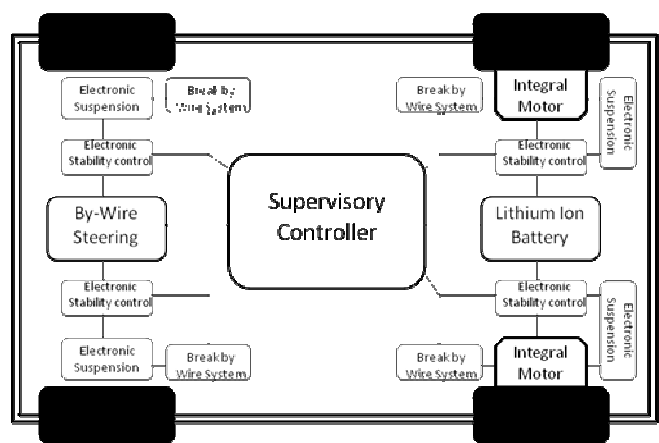 Electronic
Suspension
Break by
Wire System
Break by
Wire System
Integral
Motor
Electronic
Suspension
Electronic
Stability control
Electronic
Stability control
By-Wire
Steering
Supervisory
Controller
Lithium Ion
Battery
Electronic
Stability control
Electronic
Stability control
Electronic
Suspension
Electronic
Suspension
Break by
Wire System
Break by
Wire System
Integral
Motor